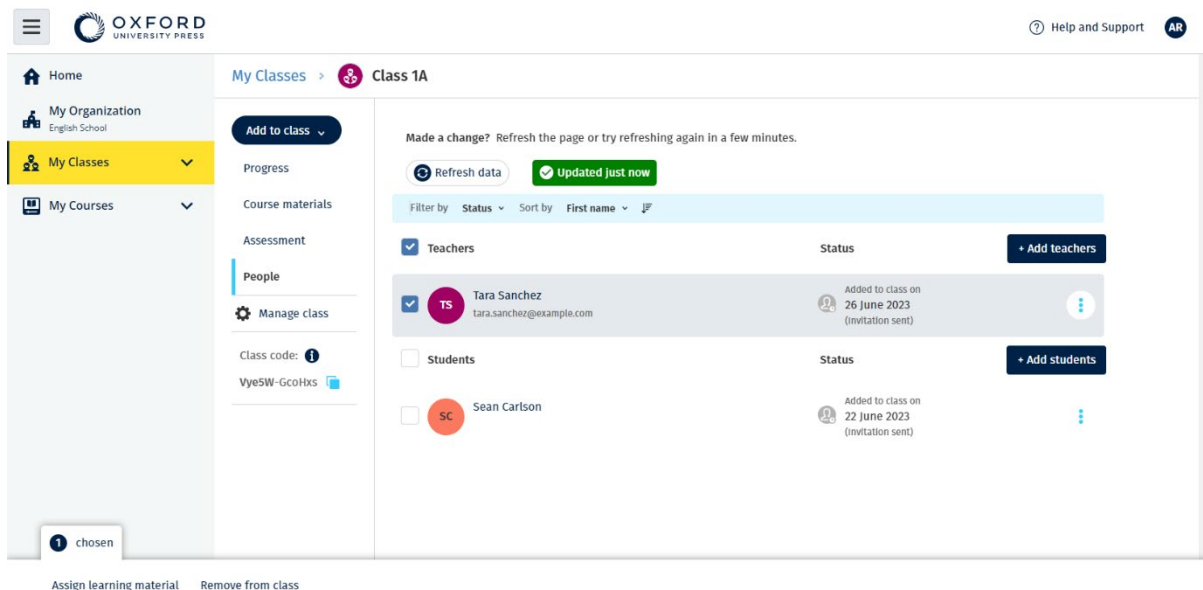 OXFORD
UNIVERSITY PRESS
Help and Support
AR
Home
My Organization
English School
My Classes
My Courses
My Classes > Class 1A
Add to class
Progress
Course materials
Assessment
People
Manage class
Class code:
Vye5W-GcoHxs
Made a change? Refresh the page or try refreshing again in a few minutes.
Refresh data
Updated just now
Filter by Status Sort by First name
Teachers Status + Add teachers
TS
Tara Sanchez
tara.sanchez@example.com
Added to class on
26 June 2023
(invitation sent)
Students Status + Add students
SC
Sean Carlson
Added to class on
22 June 2023
(invitation sent)
1 chosen
Assign learning material Remove from class